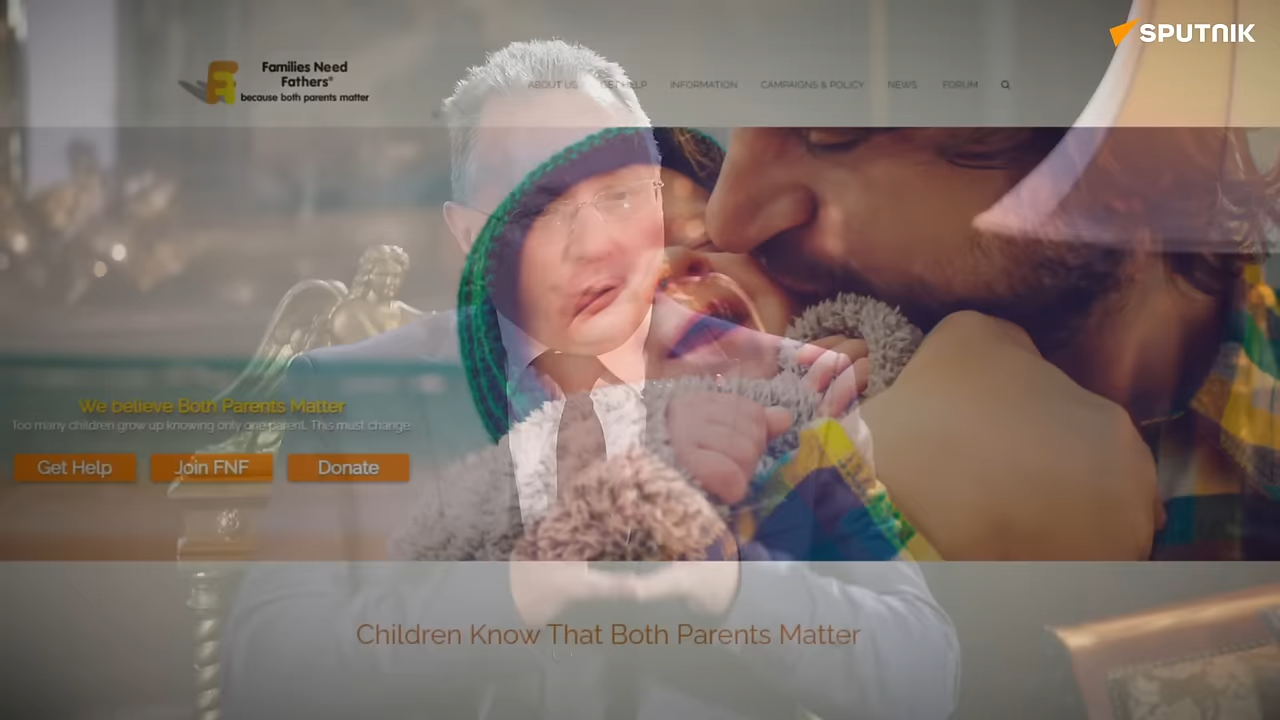 SPUTNIK
Families Need
Fathers®
because both parents matter
ABOUT US GET HELP INFORMATION CAMPAIGNS & POLICY NEWS FORUM
We believe Both Parents Matter
Too many children grow up knowing only one parent. This must change
Get Help Join FNF Donate
Children Know That Both Parents Matter